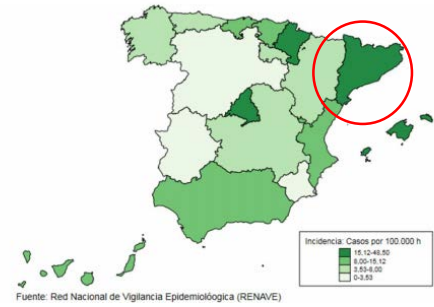 Incidencia: Casos por 100.000 h
15,12-46,50
8,00-15,12
3,53-8,00
0-3,53
Fuente: Red Nacional de Vigilancia Epidemiolóogica (RENAVE)